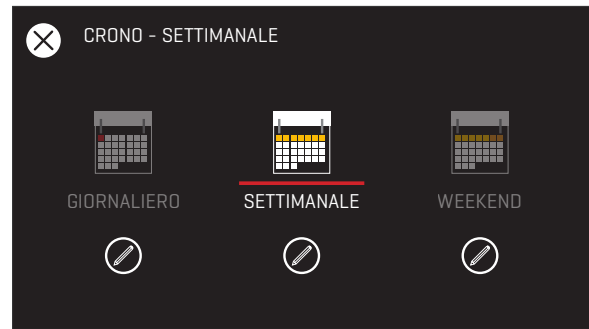 CRONO - SETTIMANALE
GIORNALIERO
SETTIMANALE
WEEKEND